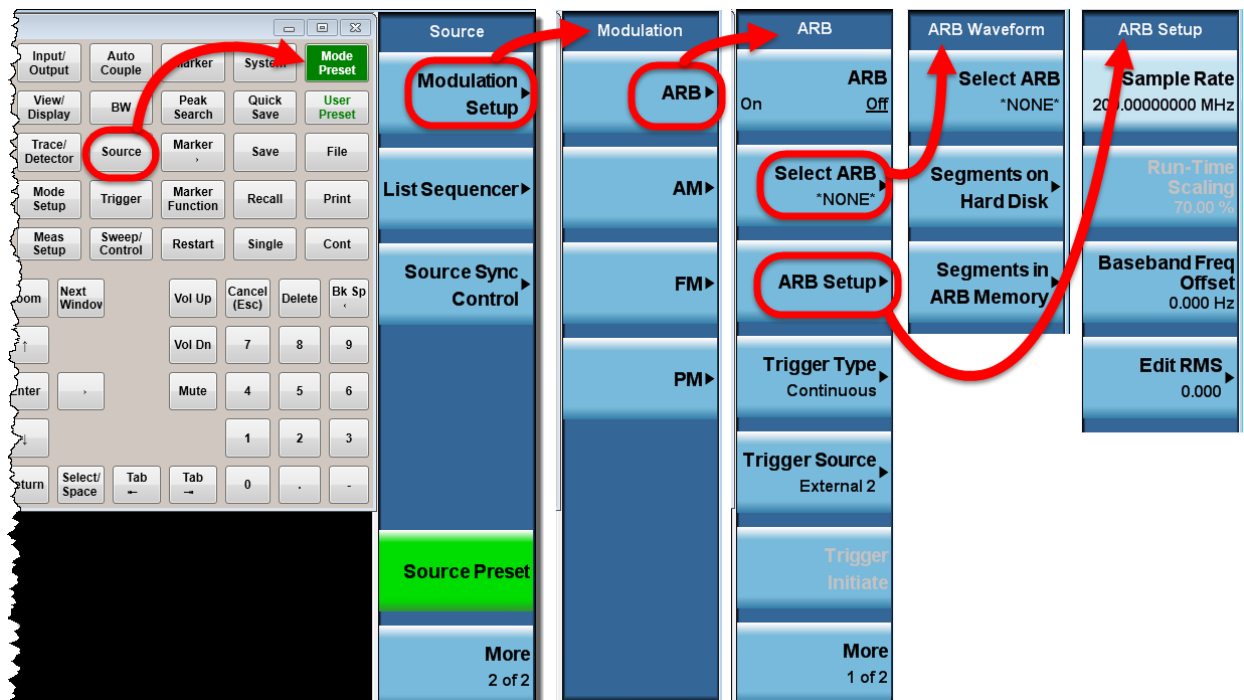 Input/
Output
Auto
Couple
Marker
System
Mode
Preset
View/
Display
BW
Peak
Search
Quick
Save
User
Preset
Trace/
Detector
Source
Marker
Save
File
Mode
Setup
Trigger
Marker
Function
Recall
Print
Meas
Setup
Sweep/
Control
Restart
Single
Cont
oom
Next
Windov
Vol Up
Cancel
(Esc)
Delete
Bk Sp
↑
Vol Dn
7
8
9
nter
Mute
4
5
6
↓
1
2
3
eturn
Select/
Space
Tab
Tab
0
.
-
Source
Modulation
Setup
List Sequencer
Source Sync
Control
Source Preset
More
2 of 2
Modulation
ARB
AM
FM
PM
ARB
ARB
On Off
Select ARB
*NONE*
ARB Setup
Trigger Type
Continuous
Trigger Source
External 2
Trigger
Initiate
More
1 of 2
ARB Waveform
Select ARB
*NONE*
Segments on
Hard Disk
Segments in
ARB Memory
ARB Setup
Sample Rate
200.00000000 MHz
Run-Time
Scaling
70.00 %
Baseband Freq
Offset
0.000 Hz
Edit RMS
0.000